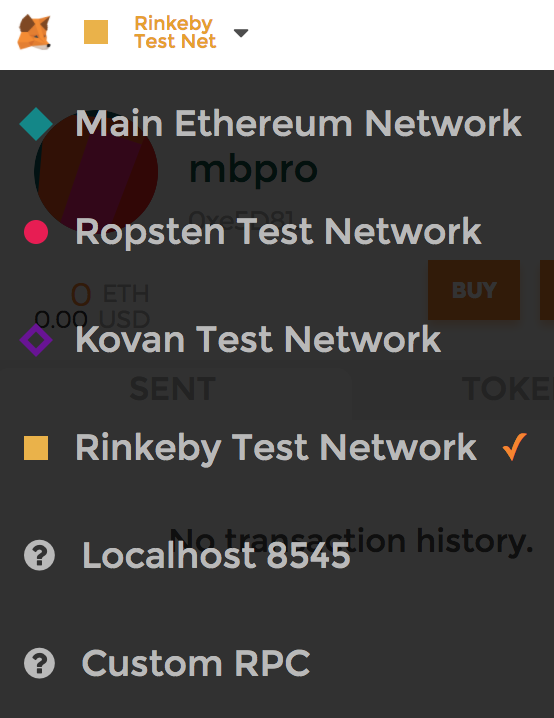 Rinkeby
Test Net
Main Ethereum Network
mbpro
0xe5D81
Ropsten Test Network
0 ETH
BUY
0.00 USD
Kovan Test Network
SENT
TOKE
Rinkeby Test Network
No transaction history.
Localhost 8545
Custom RPC